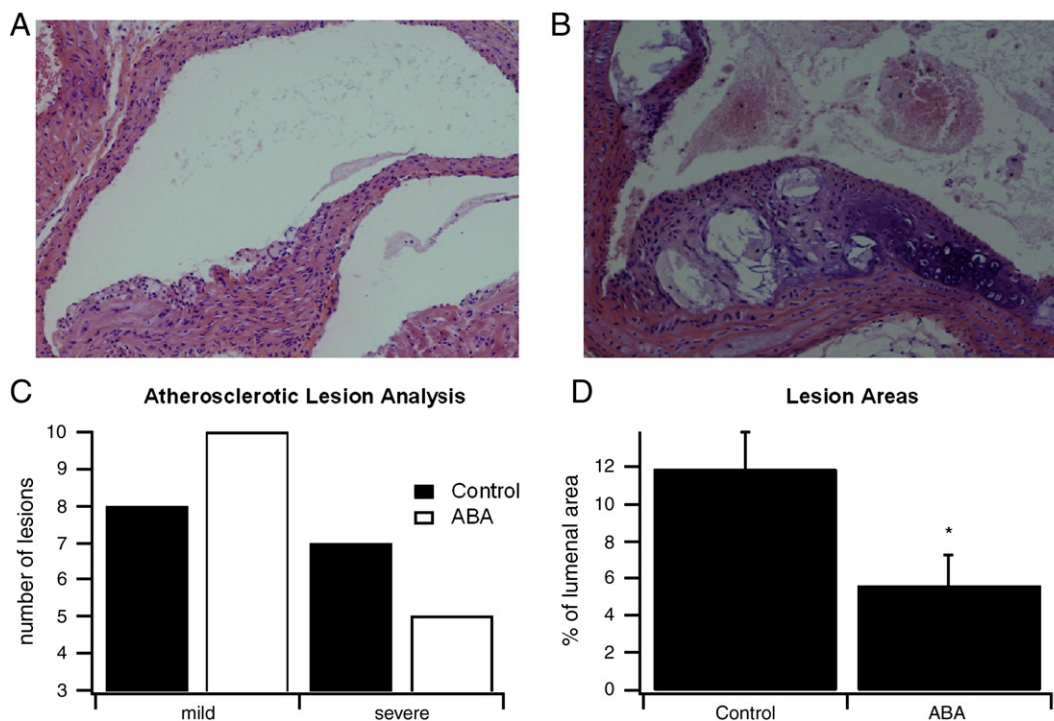 A
B
C
Atherosclerotic Lesion Analysis
number of lesions
10
9
8
7
6
5
4
3
mild
severe
Control
ABA
D
Lesion Areas
% of lumenal area
12
10
8
6
4
2
0
*
Control
ABA